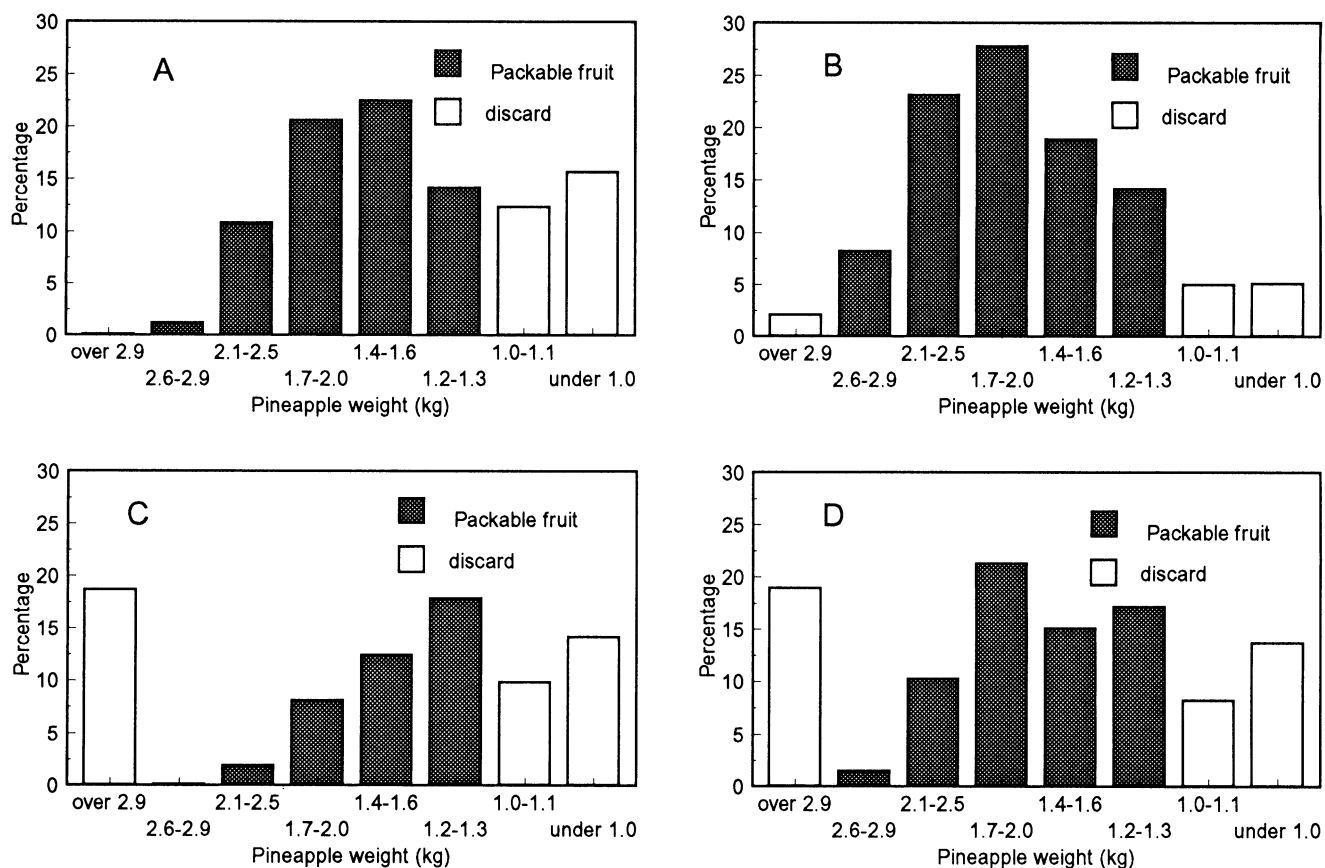 30
A
Packable fruit
25
discard
20
Percentage
15
10
5
0
over 2.9
2.1-2.5
1.4-1.6
1.0-1.1
2.6-2.9
1.7-2.0
1.2-1.3
under 1.0
Pineapple weight (kg)
30
B
Packable fruit
25
discard
20
Percentage
15
10
5
0
over 2.9
2.1-2.5
1.4-1.6
1.0-1.1
2.6-2.9
1.7-2.0
1.2-1.3
under 1.0
Pineapple weight (kg)
30
C
Packable fruit
25
discard
20
Percentage
15
10
5
0
over 2.9
2.1-2.5
1.4-1.6
1.0-1.1
2.6-2.9
1.7-2.0
1.2-1.3
under 1.0
Pineapple weight (kg)
30
D
Packable fruit
25
discard
20
Percentage
15
10
5
0
over 2.9
2.1-2.5
1.4-1.6
1.0-1.1
2.6-2.9
1.7-2.0
1.2-1.3
under 1.0
Pineapple weight (kg)